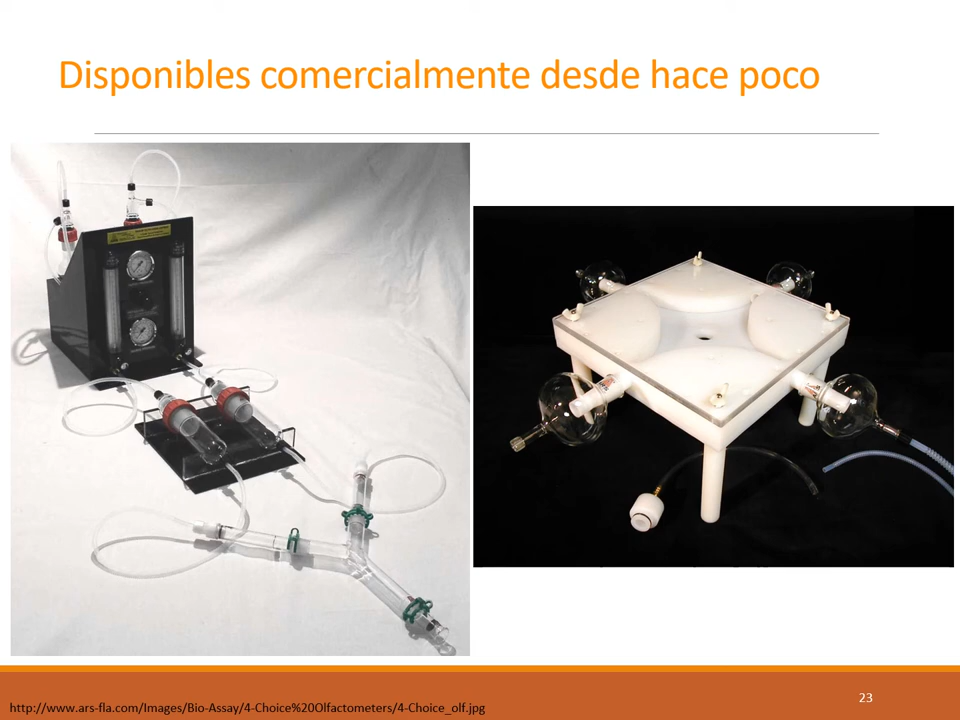 Disponibles comercialmente desde hace poco
23
http://www.ars-fla.com/Images/Bio-Assay/4-Choice%20Olfactometers/4-Choice_olf.jpg